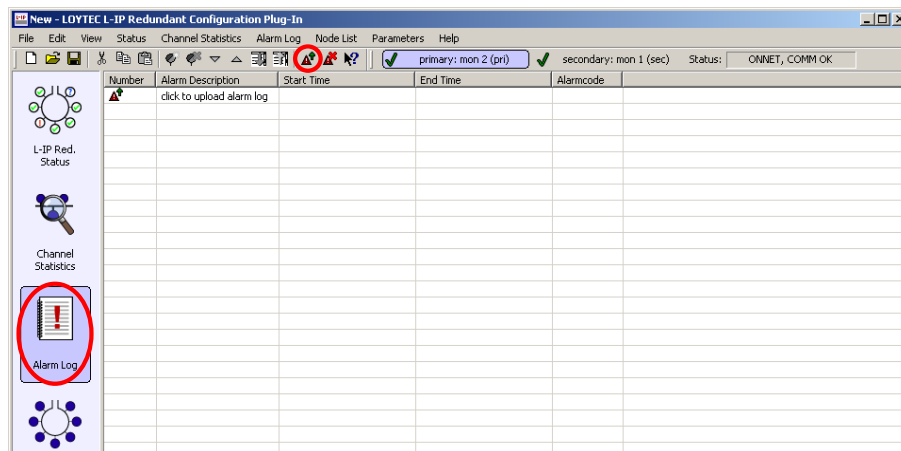 New - LOYTEC L-IP Redundant Configuration Plug-In
File Edit View Status Channel Statistics Alarm Log Node List Parameters Help
primary: mon 2 (pri) secondary: mon 1 (sec) Status: ONNET, COMM OK
Number Alarm Description Start Time End Time Alarmcode
click to upload alarm log
L-IP Red.
Status
Channel
Statistics
Alarm Log